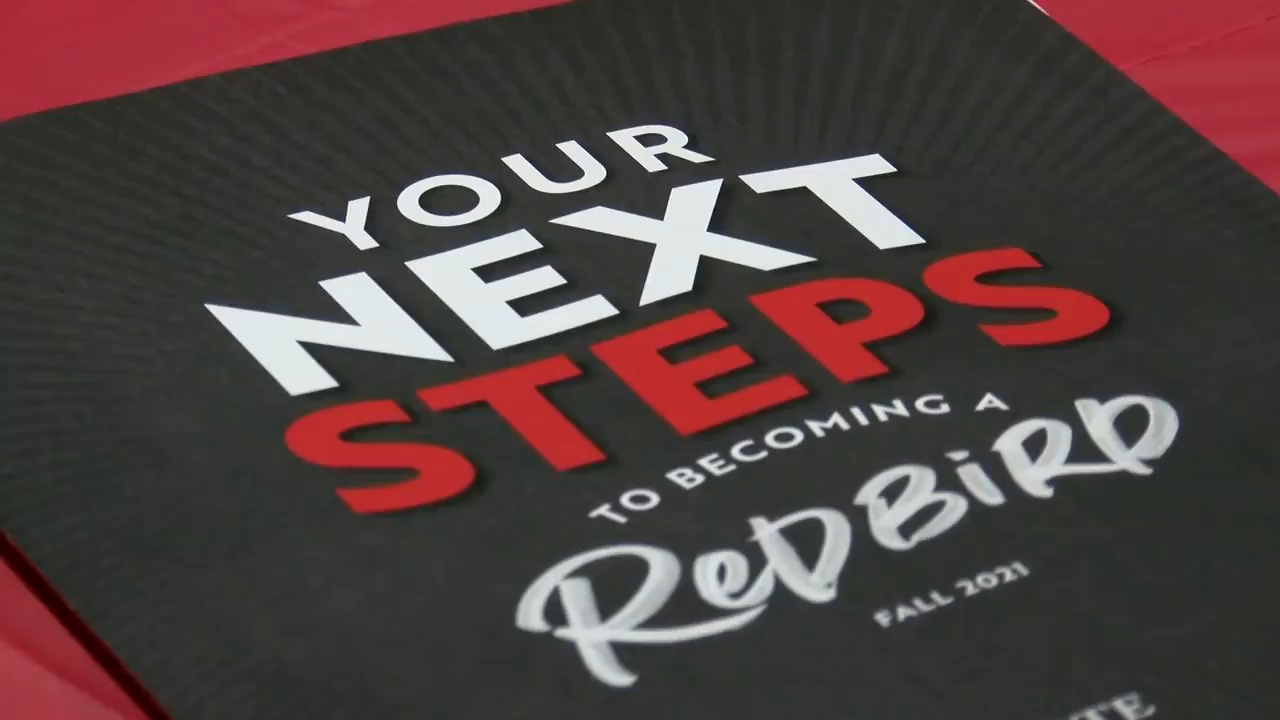 YOUR
NEXT
STEPS
TO BECOMING A
ReDBiRD
FALL 2021